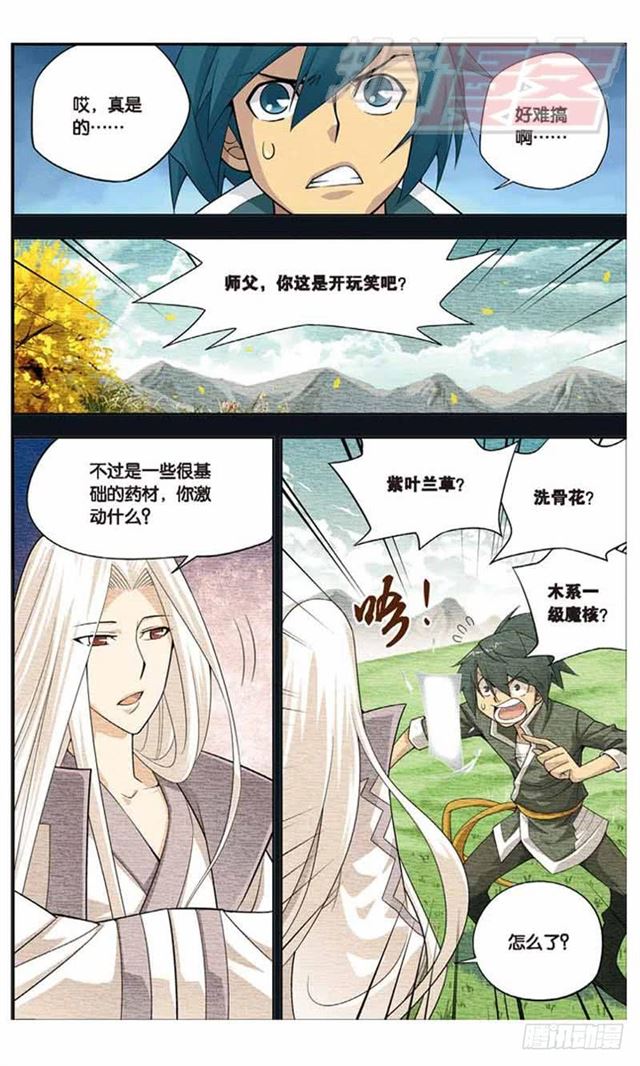 哎，真是
的……
好难搞
啊……
师父，你这是开玩笑吧？
紫叶兰草？
洗骨花？
木系一
级魔核？
唔！
怎么了？
不过是一些很基
础的药材，你激
动什么？
腾讯动漫